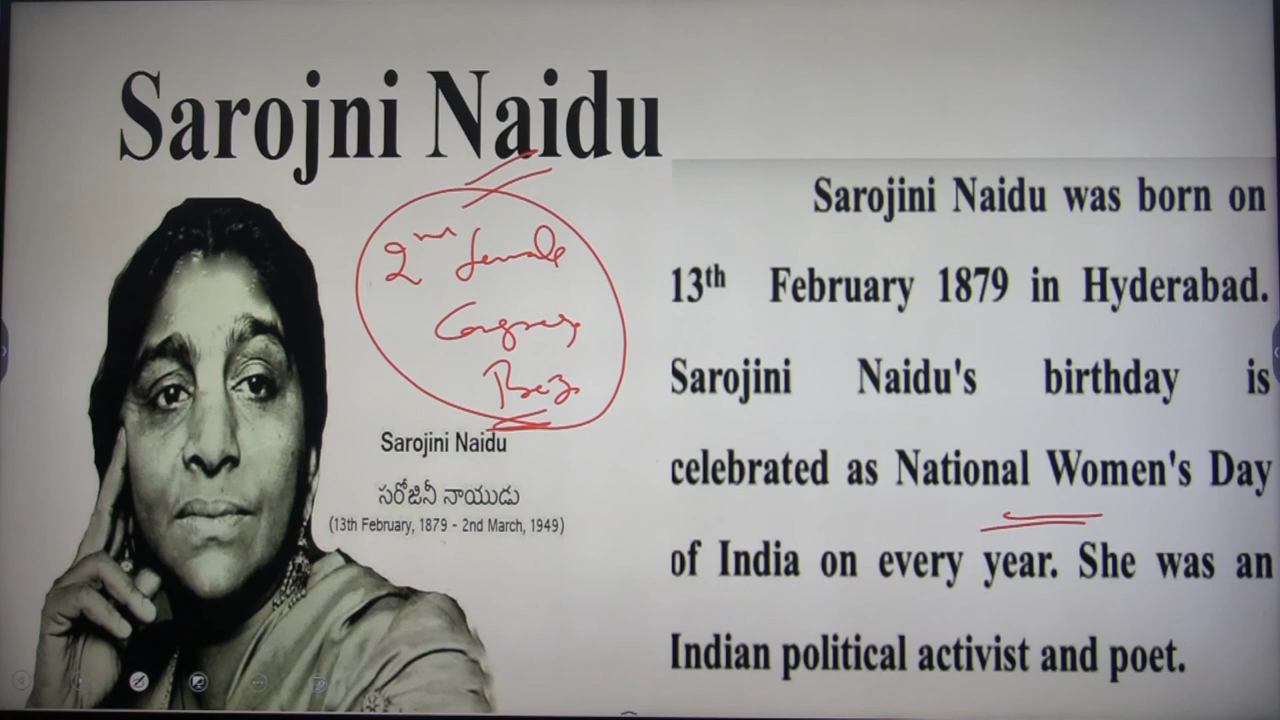 Sarojni Naidu
2nd female
Congress
Sarojini Naidu
సరోజినీ నాయుడు
(13th February, 1879 - 2nd March, 1949)
Sarojini Naidu was born on
13th February 1879 in Hyderabad.
Sarojini Naidu's birthday is
celebrated as National Women's Day
of India on every year. She was an
Indian political activist and poet.